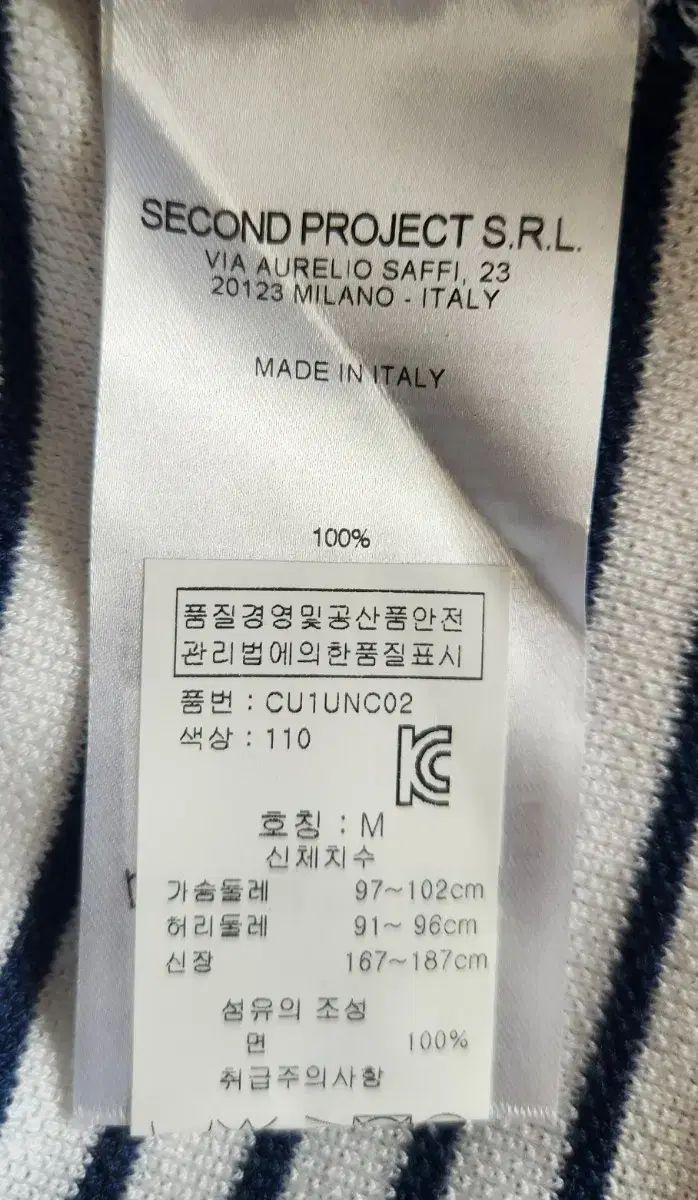 SECOND PROJECT S.R.L.
VIA AURELIO SAFFI, 23
20123 MILANO - ITALY
MADE IN ITALY
100%
품질경영및공산품안전
관리법에의한품질표시
품번 : CU1UNC02
색상 : 110
호칭 : M
신체치수
가슴둘레 97~102cm
허리둘레 91~ 96cm
신장 167~187cm
섬유의 조성
면 100%
취급주의사항